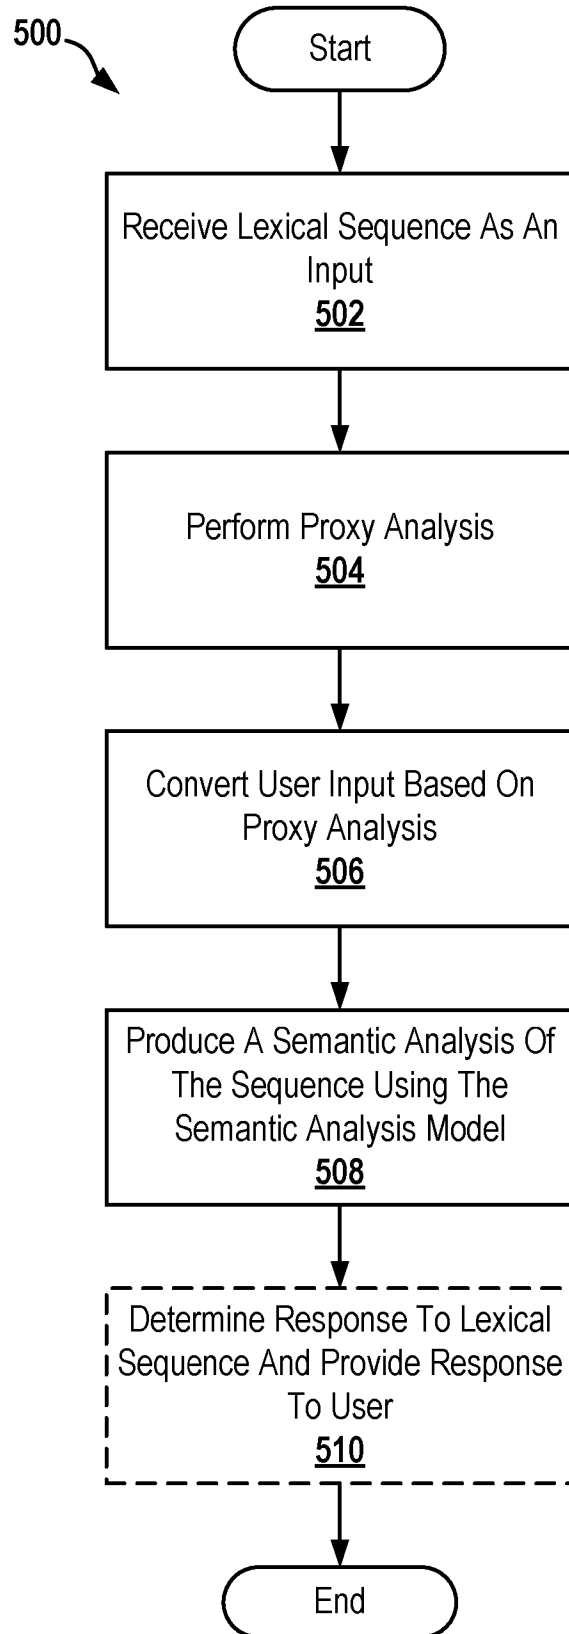 500
Start
Receive Lexical Sequence As An
Input
502
Perform Proxy Analysis
504
Convert User Input Based On
Proxy Analysis
506
Produce A Semantic Analysis Of
The Sequence Using The
Semantic Analysis Model
508
Determine Response To Lexical
Sequence And Provide Response
To User
510
End